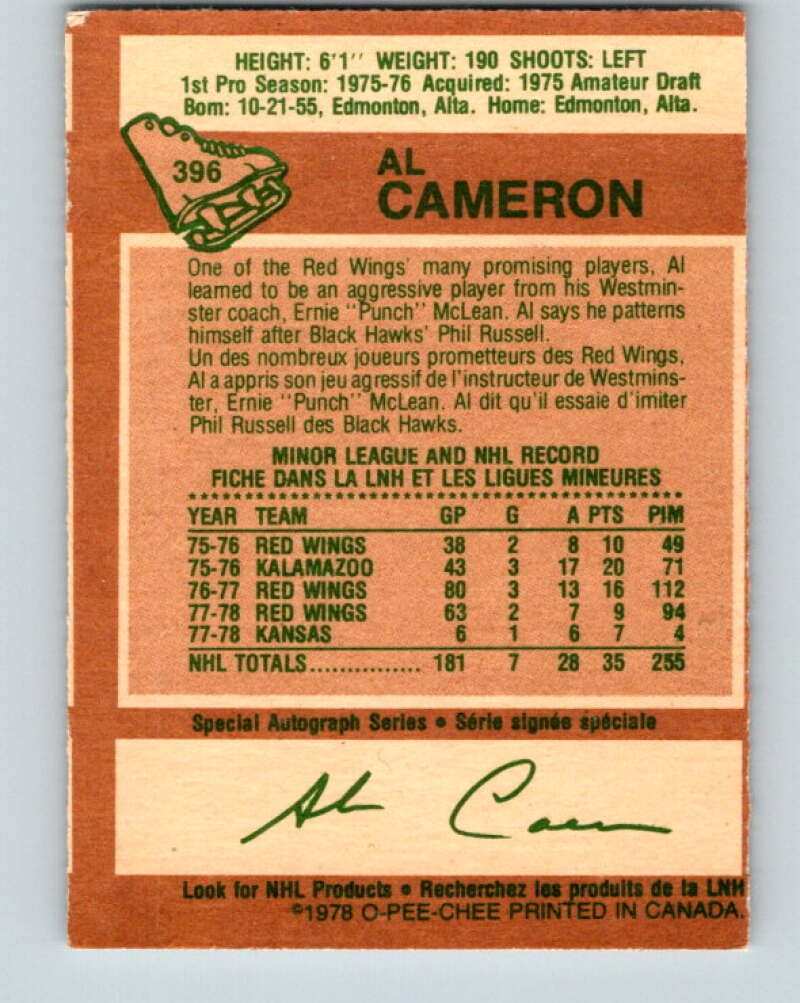 HEIGHT: 6'1'' WEIGHT: 190 SHOOTS: LEFT
1st Pro Season: 1975-76 Acquired: 1975 Amateur Draft
Born: 10-21-55, Edmonton, Alta. Home: Edmonton, Alta.
396
AL
CAMERON
One of the Red Wings' many promising players, Al
learned to be an aggressive player from his Westmin-
ster coach, Ernie ''Punch'' McLean. Al says he patterns
himself after Black Hawks' Phil Russell.
Un des nombreux joueurs prometteurs des Red Wings,
Al a appris son jeu agressif de l'instructeur de Westmins-
ter, Ernie ''Punch'' McLean. Al dit qu'il essaie d'imiter
Phil Russell des Black Hawks.
MINOR LEAGUE AND NHL RECORD
FICHE DANS LA LNH ET LES LIGUES MINEURES
YEAR TEAM GP G A PTS PIM
75-76 RED WINGS 38 2 8 10 49
75-76 KALAMAZOO 43 3 17 20 71
76-77 RED WINGS 80 3 13 16 112
77-78 RED WINGS 63 2 7 9 94
77-78 KANSAS 6 1 6 7 4
NHL TOTALS............... 181 7 28 35 255
Special Autograph Series • Série signée spéciale
Al Cameron
Look for NHL Products • Recherchez les produits de la LNH
©1978 O-PEE-CHEE PRINTED IN CANADA.